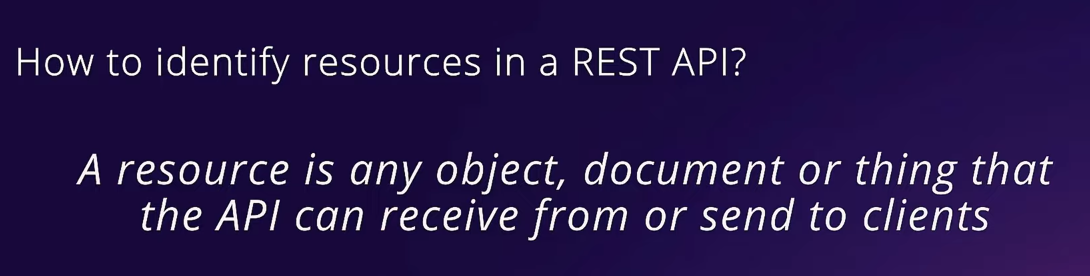 How to identify resources in a REST API?
A resource is any object, document or thing that
the API can receive from or send to clients